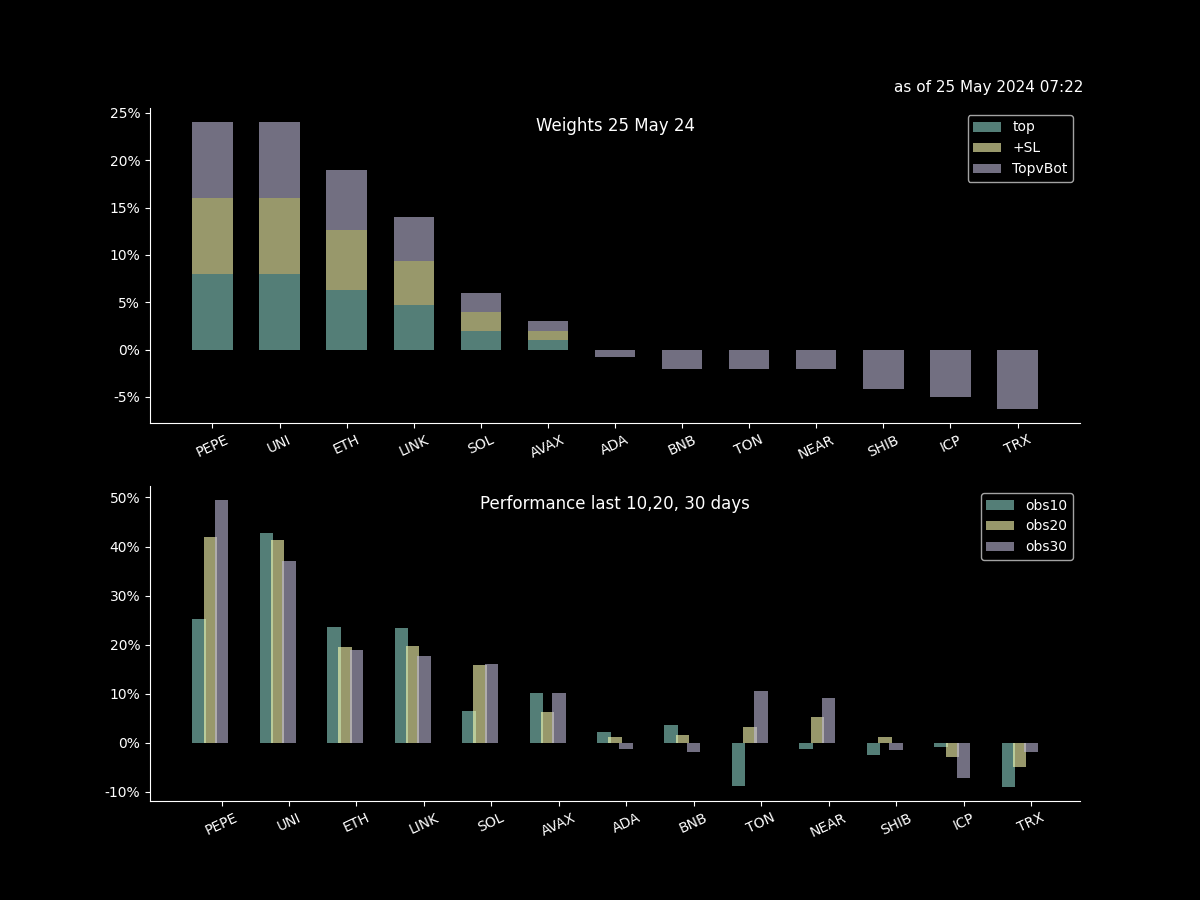 as of 25 May 2024 07:22
Weights 25 May 24
top
+SL
TopvBot
25%
20%
15%
10%
5%
0%
-5%
PEPE UNI ETH LINK SOL AVAX ADA BNB TON NEAR SHIB ICP TRX
Performance last 10,20, 30 days
obs10
obs20
obs30
50%
40%
30%
20%
10%
0%
-10%
PEPE UNI ETH LINK SOL AVAX ADA BNB TON NEAR SHIB ICP TRX